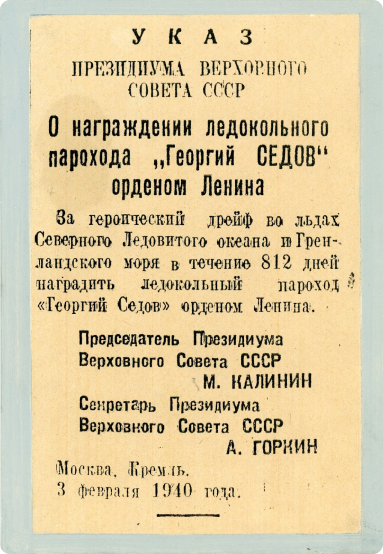 УКАЗ
ПРЕЗИДИУМА ВЕРХОВНОГО
СОВЕТА СССР
О награждении ледокольного
парохода „Георгий СЕДОВ“
орденом Ленина
За героический дрейф во льдах
Северного Ледовитого океана и Грен-
ландского моря в течение 812 дней
наградить ледокольный пароход
«Георгий Седов» орденом Ленина.
Председатель Президиума
Верховного Совета СССР
М. КАЛИНИН
Секретарь Президиума
Верховного Совета СССР
А. ГОРКИН
Москва, Кремль.
3 февраля 1940 года.